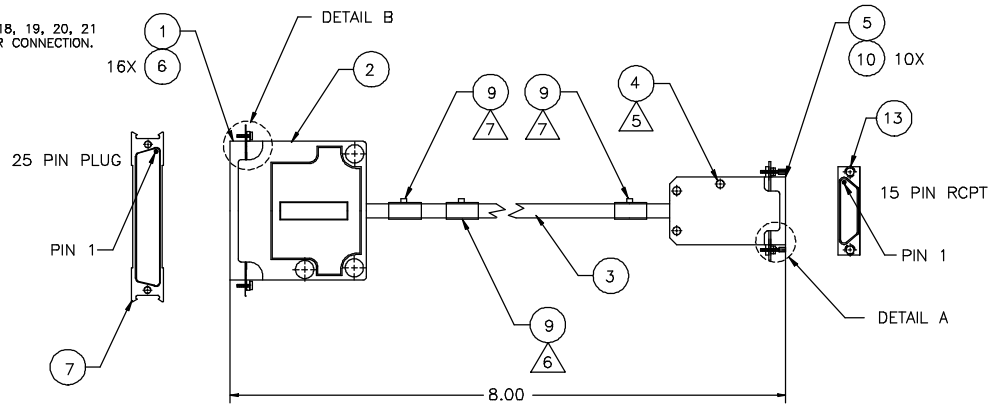 18, 19, 20, 21
R CONNECTION.
DETAIL B
1
16X 6
2
9
7
9
7
4
5
5
10 10X
13
25 PIN PLUG
15 PIN RCPT
PIN 1
PIN 1
3
9
6
DETAIL A
7
8.00